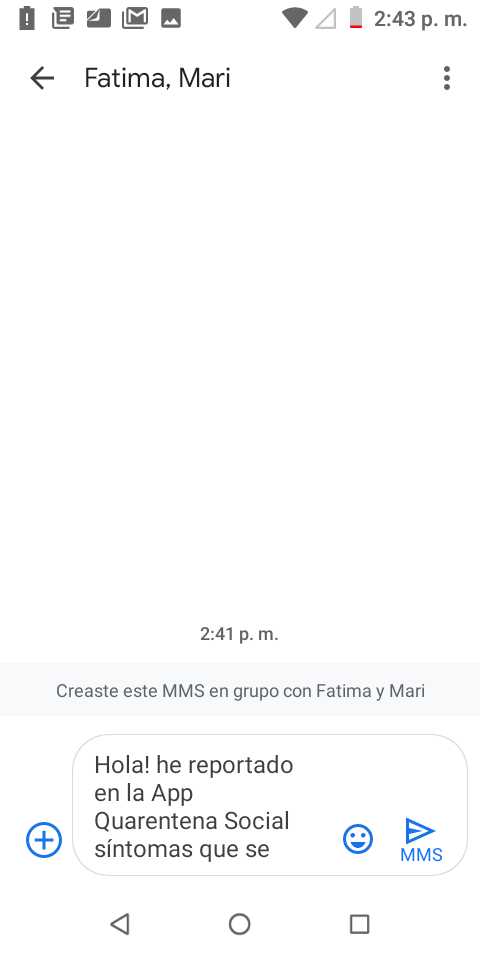 2:43 p. m.
Fatima, Mari
2:41 p. m.
Creaste este MMS en grupo con Fatima y Mari
Hola! he reportado
en la App
Quarentena Social
síntomas que se
MMS